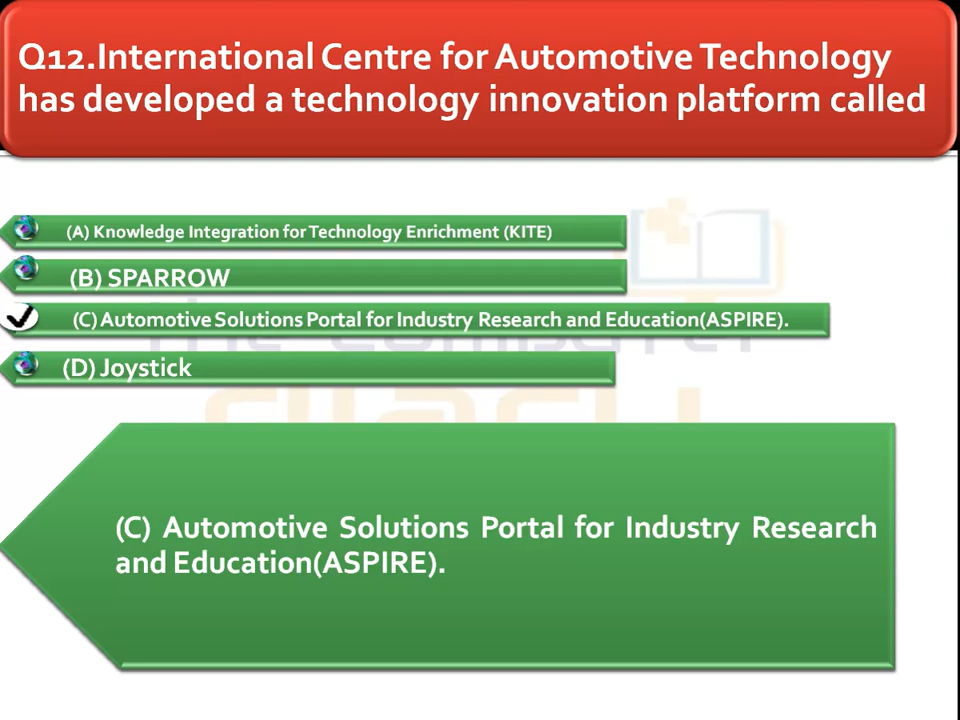 Q12.International Centre for Automotive Technology
has developed a technology innovation platform called
(A) Knowledge Integration for Technology Enrichment (KITE)
(B) SPARROW
(C) Automotive Solutions Portal for Industry Research and Education(ASPIRE).
(D) Joystick
(C) Automotive Solutions Portal for Industry Research
and Education(ASPIRE).